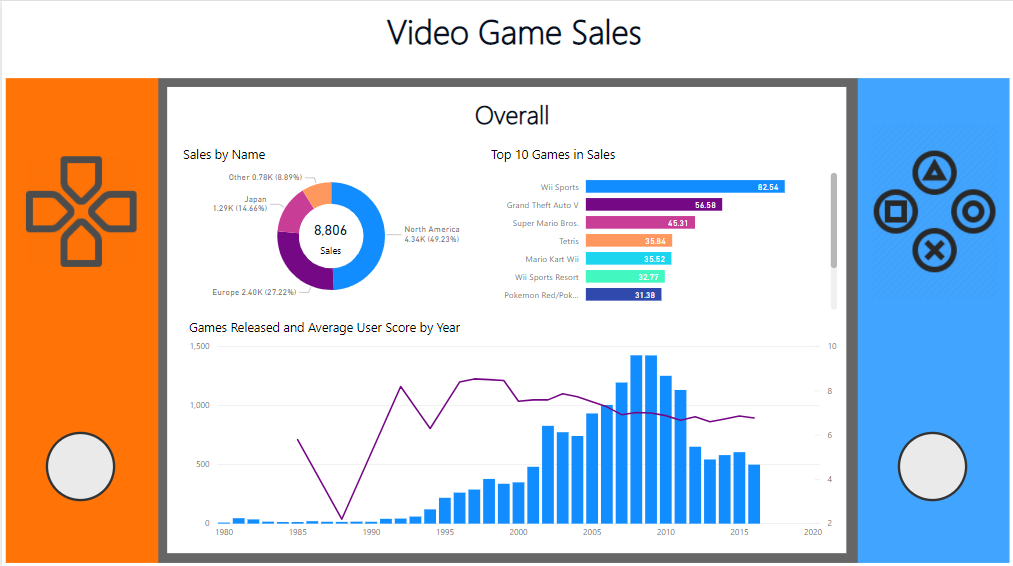 Video Game Sales
Overall
Sales by Name
Other 0.78K (8.89%)
Japan
1.29K (14.66%)
8,806
Sales
North America
4.34K (49.23%)
Europe 2.40K (27.22%)
Top 10 Games in Sales
Wii Sports 82.54
Grand Theft Auto V 56.58
Super Mario Bros. 45.31
Tetris 35.84
Mario Kart Wii 35.52
Wii Sports Resort 32.77
Pokemon Red/Pok... 31.38
Games Released and Average User Score by Year
1,500 10
8
1,000
6
500
4
0 2
1980 1985 1990 1995 2000 2005 2010 2015 2020